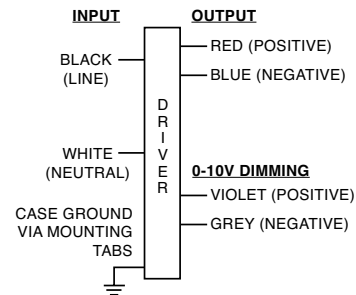 INPUT
BLACK
(LINE)
WHITE
(NEUTRAL)
CASE GROUND
VIA MOUNTING
TABS
DRIVER
OUTPUT
RED (POSITIVE)
BLUE (NEGATIVE)
0-10V DIMMING
VIOLET (POSITIVE)
GREY (NEGATIVE)